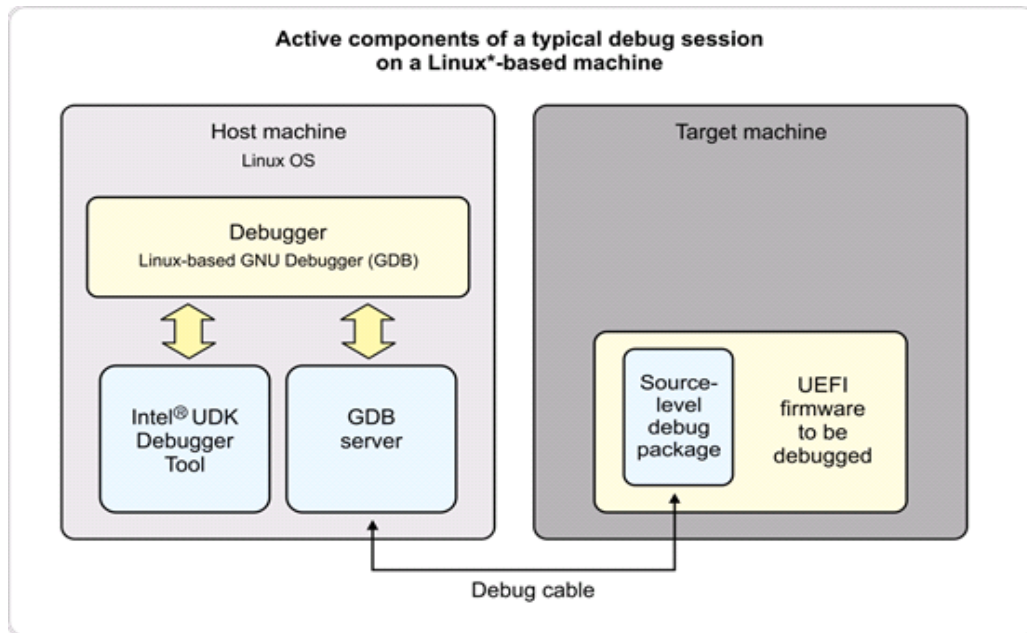 Active components of a typical debug session
on a Linux*-based machine
Host machine
Linux OS
Debugger
Linux-based GNU Debugger (GDB)
Intel® UDK
Debugger
Tool
GDB
server
Target machine
Source-
level
debug
package
UEFI
firmware
to be
debugged
Debug cable